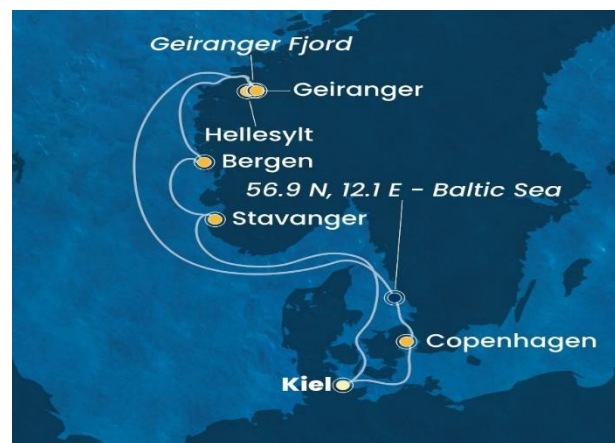 Geiranger Fjord
Geiranger
Hellesylt
Bergen
56.9 N, 12.1 E - Baltic Sea
Stavanger
Copenhagen
Kiel